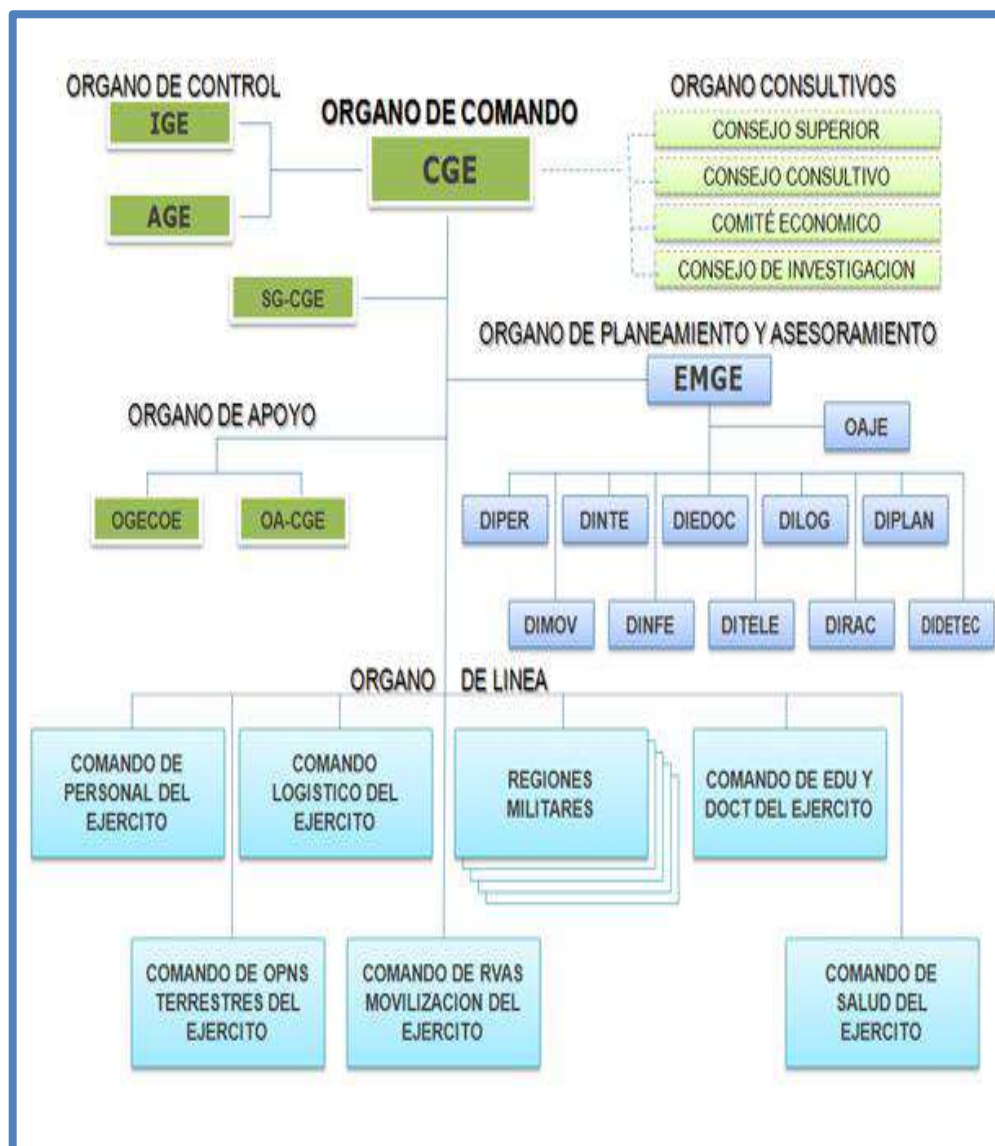 ORGANO DE CONTROL
IGE
AGE
ORGANO DE COMANDO
CGE
ORGANO CONSULTIVOS
CONSEJO SUPERIOR
CONSEJO CONSULTIVO
COMITÉ ECONOMICO
CONSEJO DE INVESTIGACION
SG-CGE
ORGANO DE PLANEAMIENTO Y ASESORAMIENTO
EMGE
OAJE
ORGANO DE APOYO
OGECOE
OA-CGE
DIPER
DINTE
DIEDOC
DILOG
DIPLAN
DIMOV
DINFE
DITELE
DIRAC
DIDETEC
ORGANO DE LINEA
COMANDO DE
PERSONAL DEL
EJERCITO
COMANDO
LOGISTICO DEL
EJERCITO
REGIONES
MILITARES
COMANDO DE EDU Y
DOCT DEL EJERCITO
COMANDO DE OPNS
TERRESTRES DEL
EJERCITO
COMANDO DE RVAS
MOVILIZACION DEL
EJERCITO
COMANDO DE
SALUD DEL
EJERCITO